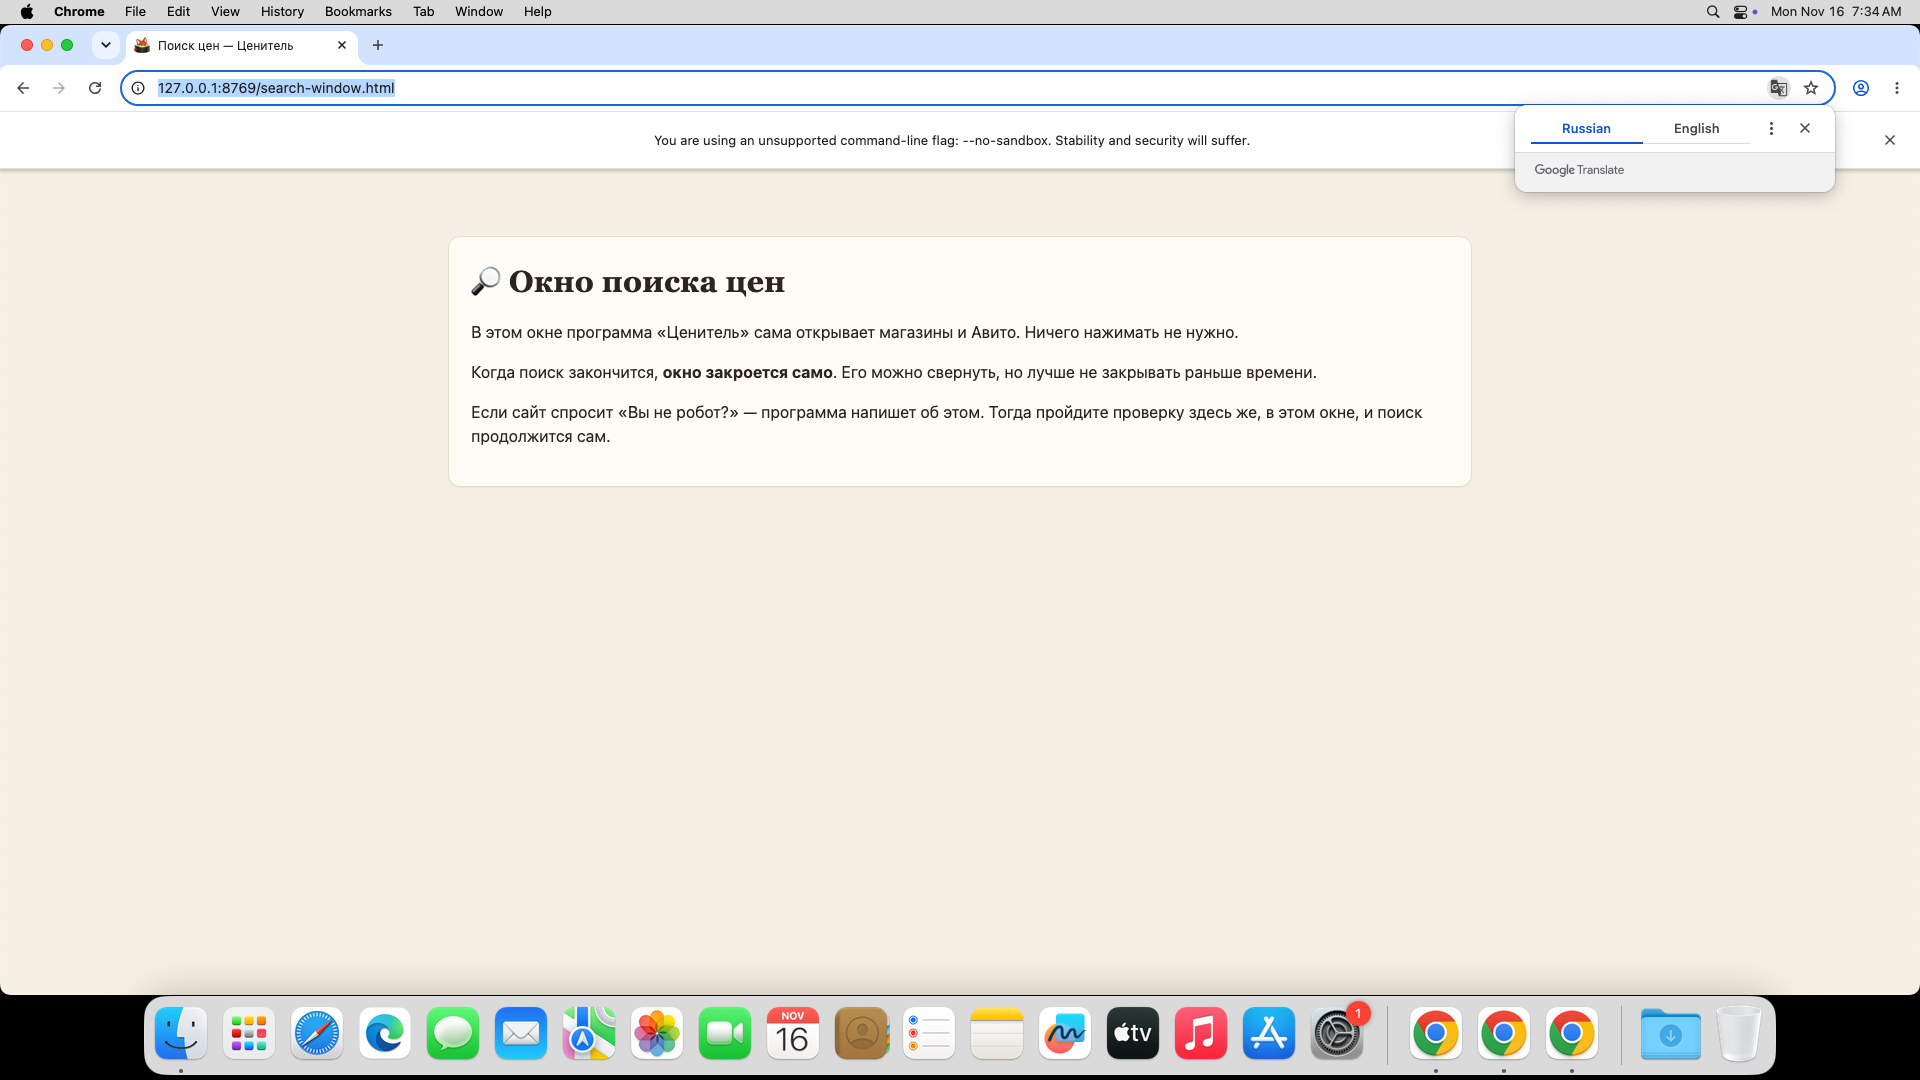 Chrome File Edit View History Bookmarks Tab Window Help Mon Nov 16 7:34 AM
Поиск цен — Ценитель
127.0.0.1:8769/search-window.html
You are using an unsupported command-line flag: --no-sandbox. Stability and security will suffer.
Russian English
Google Translate
Окно поиска цен
В этом окне программа «Ценитель» сама открывает магазины и Авито. Ничего нажимать не нужно.
Когда поиск закончится, окно закроется само. Его можно свернуть, но лучше не закрывать раньше времени.
Если сайт спросит «Вы не робот?» — программа напишет об этом. Тогда пройдите проверку здесь же, в этом окне, и поиск
продолжится сам.
NOV
16
tv
1